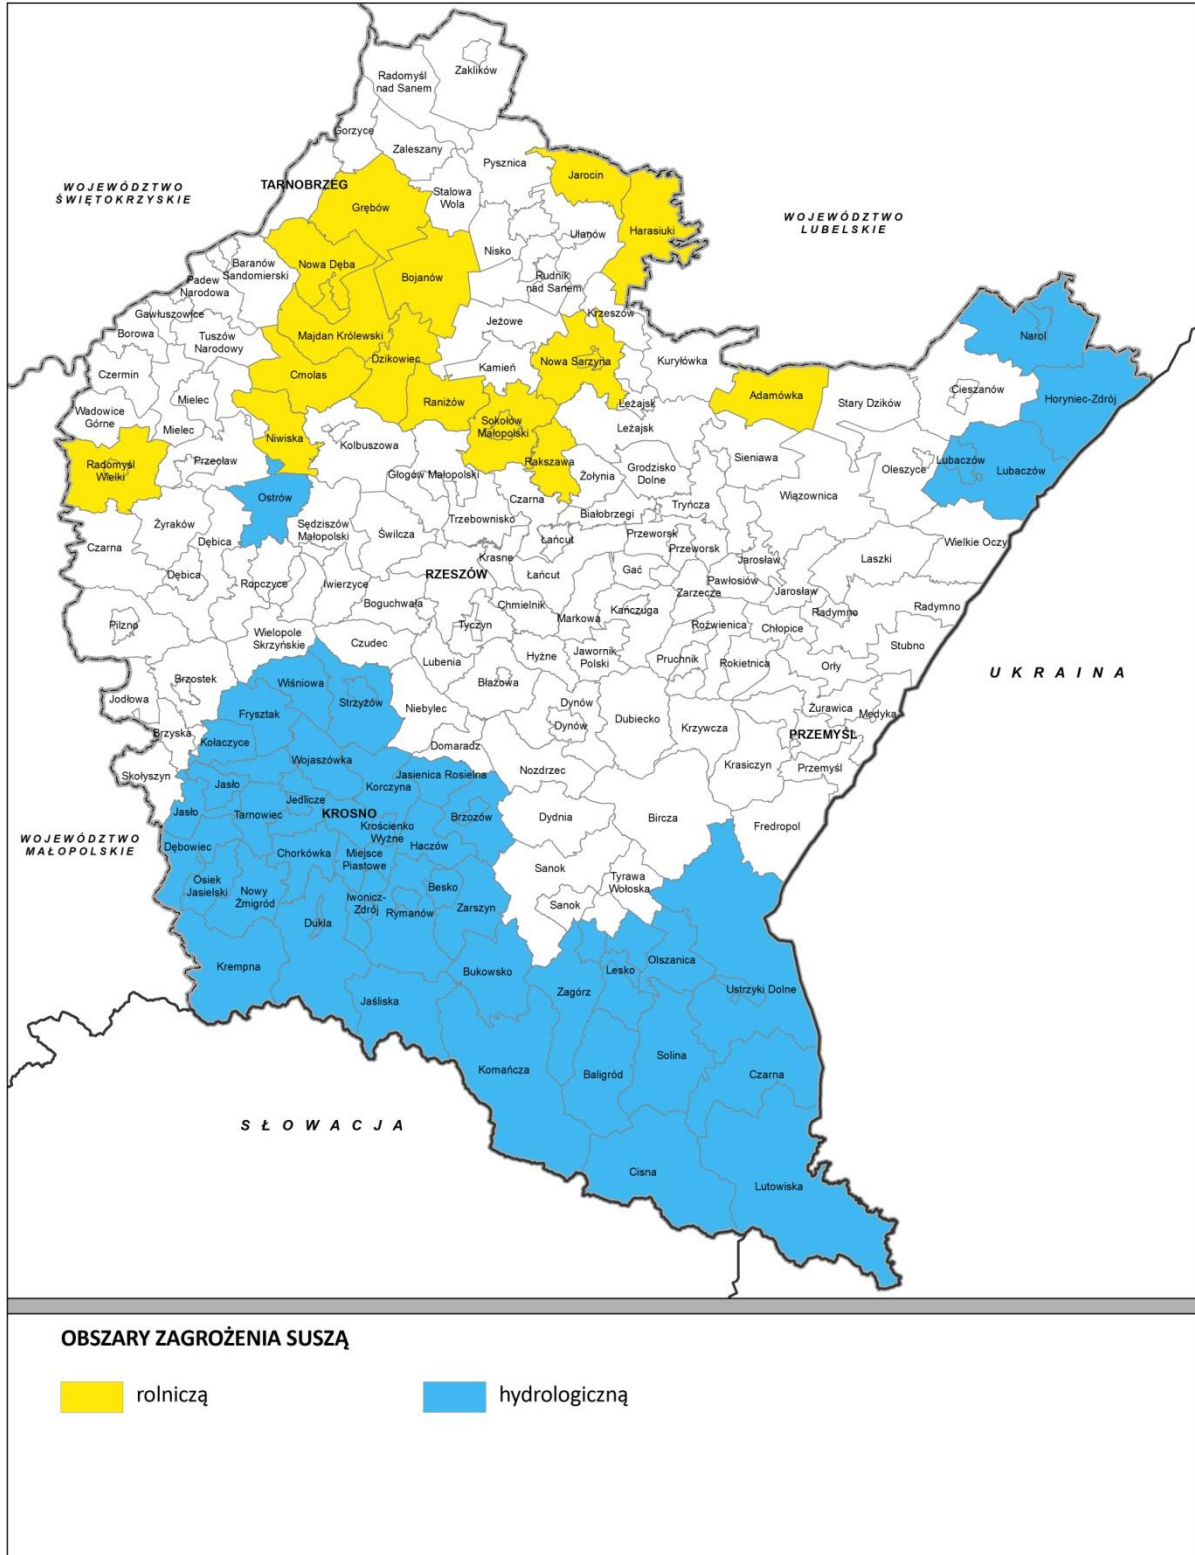 Zaklików
Radomyśl
nad Sanem
Gorzyce
Zaleszany
Pysznica
Jarocin
WOJEWÓDZTWO
ŚWIĘTOKRZYSKIE
TARNOBRZEG
Stalowa
Wola
Grębów
WOJEWÓDZTWO
LUBELSKIE
Harasiuki
Ulanów
Nisko
Baranów
Sandomierski
Nowa Dęba
Bojanów
Rudnik
nad Sanem
Padew
Narodowa
Gawłuszowice
Krzeszów
Borowa
Tuszów
Narodowy
Majdan Królewski
Jeżowe
Narol
Dzikowiec
Nowa Sarzyna
Kuryłówka
Czermin
Cmolas
Kamień
Cieszanów
Adamówka
Stary Dzików
Horyniec-Zdrój
Mielec
Raniżów
Leżajsk
Wadowice
Górne
Mielec
Sokołów
Małopolski
Leżajsk
Niwiska
Kolbuszowa
Sieniawa
Radomyśl
Wielki
Przecław
Rakszawa
Oleszyce
Lubaczów
Lubaczów
Głogów Małopolski
Żołynia
Grodzisko
Dolne
Ostrów
Czarna
Wiązownica
Tryńcza
Żyraków
Sędziszów
Małopolski
Trzebownisko
Białobrzegi
Czarna
Dębica
Świlcza
Łańcut
Przeworsk
Przeworsk
Wielkie Oczy
Krasne
Jarosław
Laszki
Dębica
Ropczyce
Iwierzyce
RZESZÓW
Łańcut
Gać
Pawłosiów
Zarzecze
Jarosław
Boguchwała
Chmielnik
Kańczuga
Radymno
Radymno
Pilzno
Tyczyn
Markowa
Roźwienica
Chłopice
Wielopole
Skrzyńskie
Czudec
Stubno
Lubenia
Hyżne
Jawornik
Polski
Pruchnik
Rokietnica
Orły
UKRAINA
Brzostek
Wiśniowa
Błażowa
Jodłowa
Strzyżów
Dynów
Niebylec
Żurawica
Frysztak
Dynów
Dubiecko
Krzywcza
Medyka
Brzyska
Kołaczyce
Domaradz
PRZEMYŚL
Wojaszówka
Nozdrzec
Krasiczyn
Przemyśl
Skołyszyn
Jasienica Rosielna
Jasło
Korczyna
Jedlicze
Jasło
Tarnowiec
KROSNO
Brzozów
Dydnia
Bircza
Krościenko
Wyżne
Fredropol
WOJEWÓDZTWO
MAŁOPOLSKIE
Dębowiec
Chorkówka
Miejsce
Piastowe
Haczów
Sanok
Osiek
Jasielski
Nowy
Żmigród
Besko
Tyrawa
Wołoska
Iwonicz-
Zdrój
Zarszyn
Sanok
Dukla
Rymanów
Krempna
Bukowsko
Olszanica
Lesko
Ustrzyki Dolne
Zagórz
Jaśliska
Solina
Komańcza
Baligród
Czarna
SŁOWACJA
Cisna
Lutowiska
OBSZARY ZAGROŻENIA SUSZĄ
rolniczą
hydrologiczną